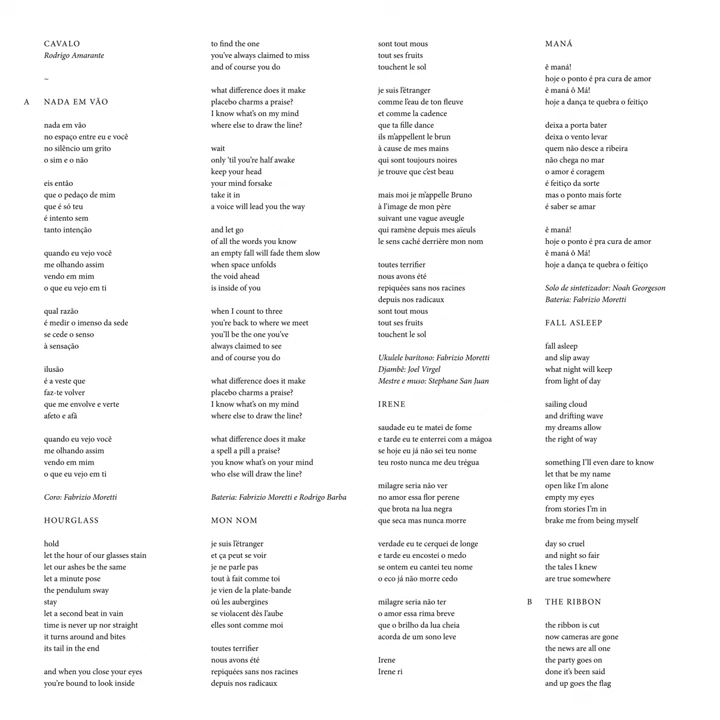 CAVALO
Rodrigo Amarante
–
A NADA EM VÃO
nada em vão
no espaço entre eu e você
no silêncio um grito
o sim e o não
eis então
que o pedaço de mim
que é só teu
é intento sem
tanto intenção
quando eu vejo você
me olhando assim
vendo em mim
o que eu vejo em ti
qual razão
é medir o imenso da sede
se cede o senso
à sensação
ilusão
é a veste que
faz-te volver
que me envolve e verte
afeto e afã
quando eu vejo você
me olhando assim
vendo em mim
o que eu vejo em ti
Coro: Fabrizio Moretti
HOURGLASS
hold
let the hour of our glasses stain
let our ashes be the same
let a minute pose
the pendulum sway
stay
let a second beat in vain
time is never up nor straight
it turns around and bites
its tail in the end
and when you close your eyes
you're bound to look inside
to find the one
you've always claimed to miss
and of course you do
what difference does it make
placebo charms a praise?
I know what's on my mind
where else to draw the line?
wait
only 'til you're half awake
keep your head
your mind forsake
take it in
a voice will lead you the way
and let go
of all the words you know
an empty fall will fade them slow
when space unfolds
the void ahead
is inside of you
when I count to three
you're back to where we meet
you'll be the one you've
always claimed to see
and of course you do
what difference does it make
placebo charms a praise?
I know what's on my mind
where else to draw the line?
what difference does it make
a spell a pill a praise?
you know what's on your mind
who else will draw the line?
Bateria: Fabrizio Moretti e Rodrigo Barba
MON NOM
je suis l'étranger
et ça peut se voir
je ne parle pas
tout à fait comme toi
je vien de la plate-bande
oú les aubergines
se violacent dès l'aube
elles sont comme moi
toutes terrifier
nous avons été
repiquées sans nos racines
depuis nos radicaux
sont tout mous
tout ses fruits
touchent le sol
je suis l'étranger
comme l'eau de ton fleuve
et comme la cadence
que ta fille dance
ils m'appellent le brun
à cause de mes mains
qui sont toujours noires
je trouve que c'est beau
mais moi je m'appelle Bruno
à l'image de mon père
suivant une vague aveugle
qui ramène depuis mes aïeuls
le sens caché derrière mon nom
toutes terrifier
nous avons été
repiquées sans nos racines
depuis nos radicaux
sont tout mous
tout ses fruits
touchent le sol
Ukulele barítono: Fabrizio Moretti
Djambê: Joel Virgel
Mestre e muso: Stephane San Juan
IRENE
saudade eu te matei de fome
e tarde eu te enterrei com a mágoa
se hoje eu já não sei teu nome
teu rosto nunca me deu trégua
milagre seria não ver
no amor essa flor perene
que brota na lua negra
que seca mas nunca morre
verdade eu te cerquei de longe
e tarde eu encostei o medo
se ontem eu cantei teu nome
o eco já não morre cedo
milagre seria não ter
o amor essa rima breve
que o brilho da lua cheia
acorda de um sono leve
Irene
Irene ri
MANÁ
ê maná!
hoje o ponto é pra cura de amor
ê maná ô Má!
hoje a dança te quebra o feitiço
deixa a porta bater
deixa o vento levar
quem não desce a ribeira
não chega no mar
o amor é coragem
é feitiço da sorte
mas o ponto mais forte
é saber se amar
ê maná!
hoje o ponto é pra cura de amor
ê maná ô Má!
hoje a dança te quebra o feitiço
Solo de sintetizador: Noah Georgeson
Bateria: Fabrizio Moretti
FALL ASLEEP
fall asleep
and slip away
what night will keep
from light of day
sailing cloud
and drifting wave
my dreams allow
the right of way
something I'll even dare to know
let that be my name
open like I'm alone
empty my eyes
from stories I'm in
brake me from being myself
day so cruel
and night so fair
the tales I knew
are true somewhere
B THE RIBBON
the ribbon is cut
now cameras are gone
the news are all one
the party goes on
done it's been said
and up goes the flag